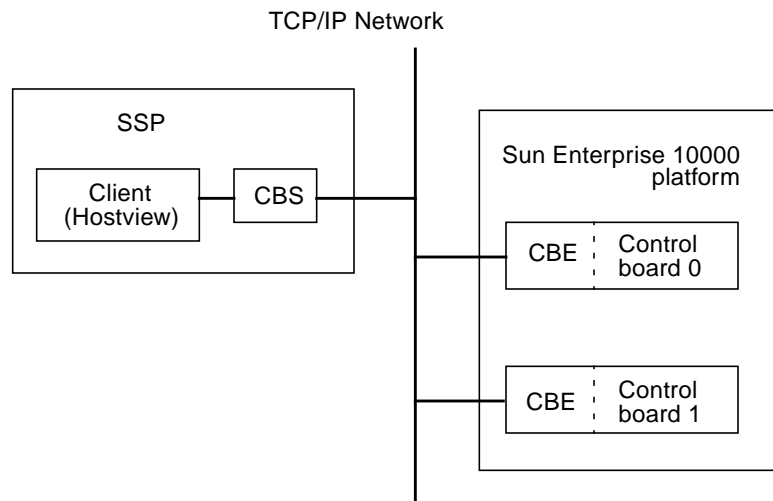 TCP/IP Network
SSP
Client
(Hostview)
CBS
Sun Enterprise 10000
platform
CBE
Control
board 0
CBE
Control
board 1